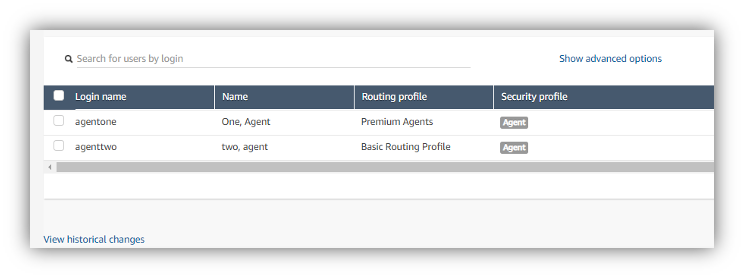 Search for users by login Show advanced options
Login name Name Routing profile Security profile
agentone One, Agent Premium Agents Agent
agenttwo two, agent Basic Routing Profile Agent
View historical changes